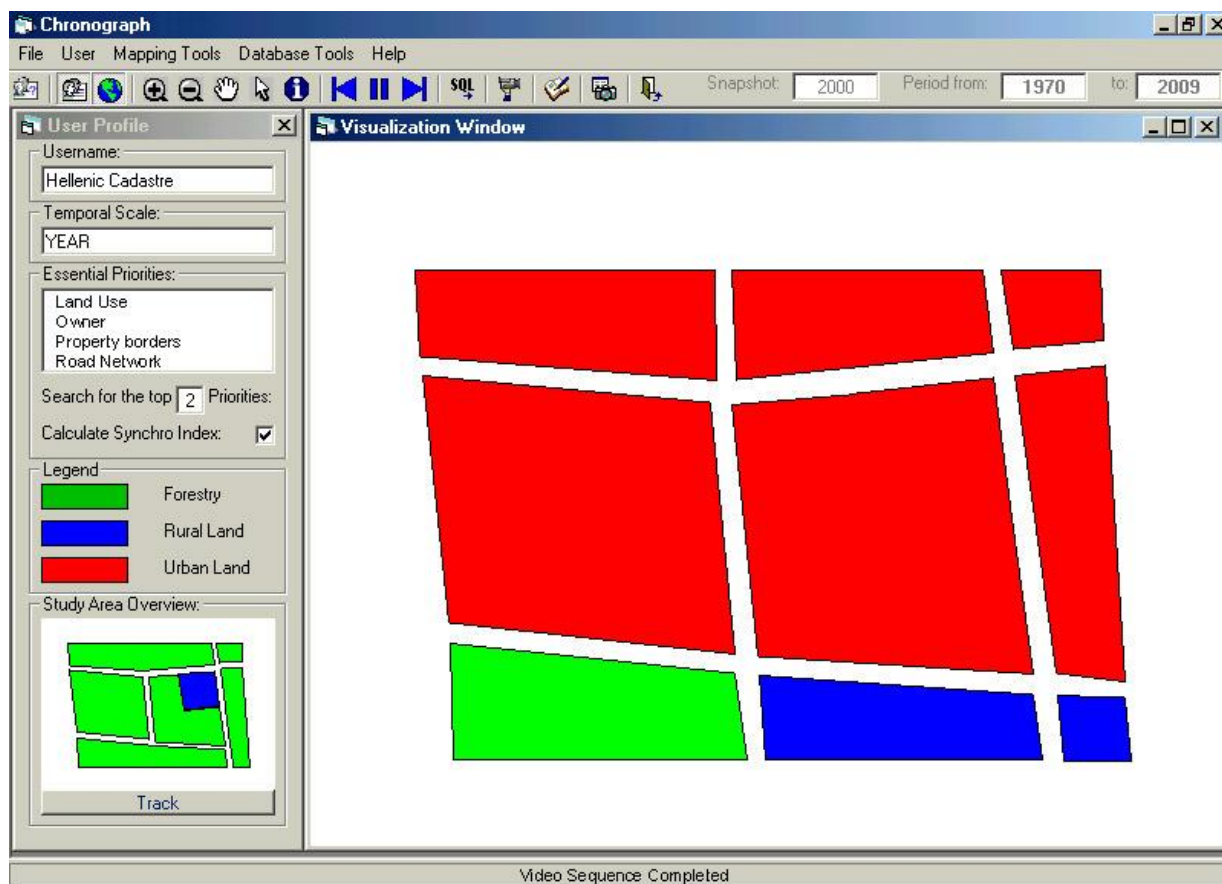 Chronograph
File User Mapping Tools Database Tools Help
SQL Snapshot: 2000 Period from: 1970 to: 2009
User Profile
Visualization Window
Username:
Hellenic Cadastre
Temporal Scale:
YEAR
Essential Priorities:
Land Use
Owner
Property borders
Road Network
Search for the top 2 Priorities:
Calculate Synchro Index:
Legend
Forestry
Rural Land
Urban Land
Study Area Overview:
Track
Video Sequence Completed